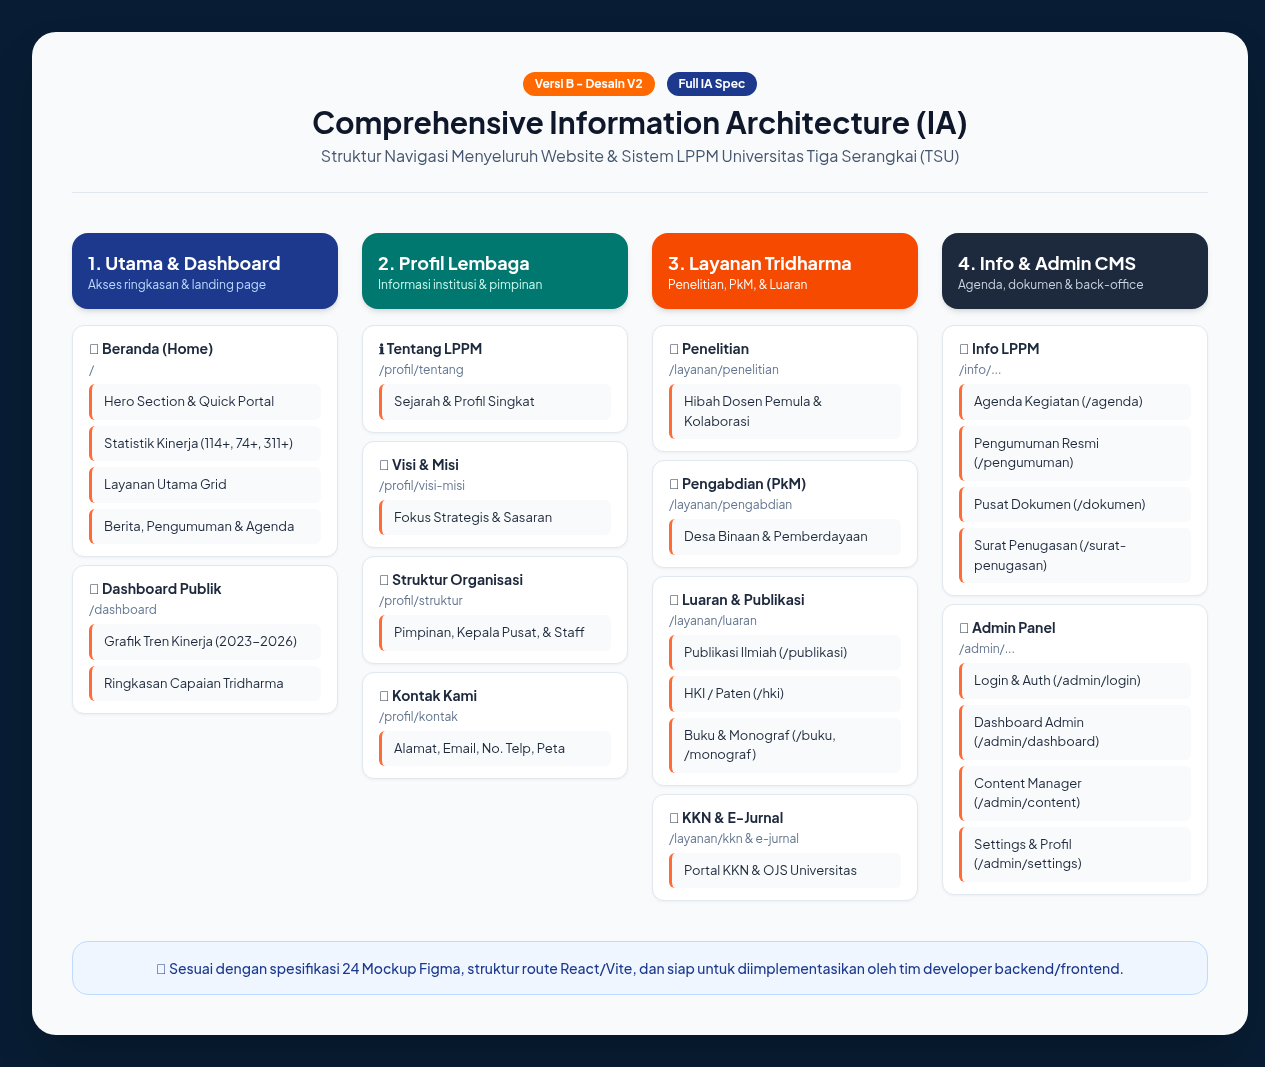 Versi B - Desain V2
Full IA Spec
Comprehensive Information Architecture (IA)
Struktur Navigasi Menyeluruh Website & Sistem LPPM Universitas Tiga Serangkai (TSU)
1. Utama & Dashboard
Akses ringkasan & landing page
Beranda (Home)
/
Hero Section & Quick Portal
Statistik Kinerja (114+, 74+, 311+)
Layanan Utama Grid
Berita, Pengumuman & Agenda
Dashboard Publik
/dashboard
Grafik Tren Kinerja (2023–2026)
Ringkasan Capaian Tridharma
2. Profil Lembaga
Informasi institusi & pimpinan
ℹ Tentang LPPM
/profil/tentang
Sejarah & Profil Singkat
Visi & Misi
/profil/visi-misi
Fokus Strategis & Sasaran
Struktur Organisasi
/profil/struktur
Pimpinan, Kepala Pusat, & Staff
Kontak Kami
/profil/kontak
Alamat, Email, No. Telp, Peta
3. Layanan Tridharma
Penelitian, PkM, & Luaran
Penelitian
/layanan/penelitian
Hibah Dosen Pemula &
Kolaborasi
Pengabdian (PkM)
/layanan/pengabdian
Desa Binaan & Pemberdayaan
Luaran & Publikasi
/layanan/luaran
Publikasi Ilmiah (/publikasi)
HKI / Paten (/hki)
Buku & Monograf (/buku,
/monograf)
KKN & E-Jurnal
/layanan/kkn & e-jurnal
Portal KKN & OJS Universitas
4. Info & Admin CMS
Agenda, dokumen & back-office
Info LPPM
/info/...
Agenda Kegiatan (/agenda)
Pengumuman Resmi
(/pengumuman)
Pusat Dokumen (/dokumen)
Surat Penugasan (/surat-
penugasan)
Admin Panel
/admin/...
Login & Auth (/admin/login)
Dashboard Admin
(/admin/dashboard)
Content Manager
(/admin/content)
Settings & Profil
(/admin/settings)
Sesuai dengan spesifikasi 24 Mockup Figma, struktur route React/Vite, dan siap untuk diimplementasikan oleh tim developer backend/frontend.